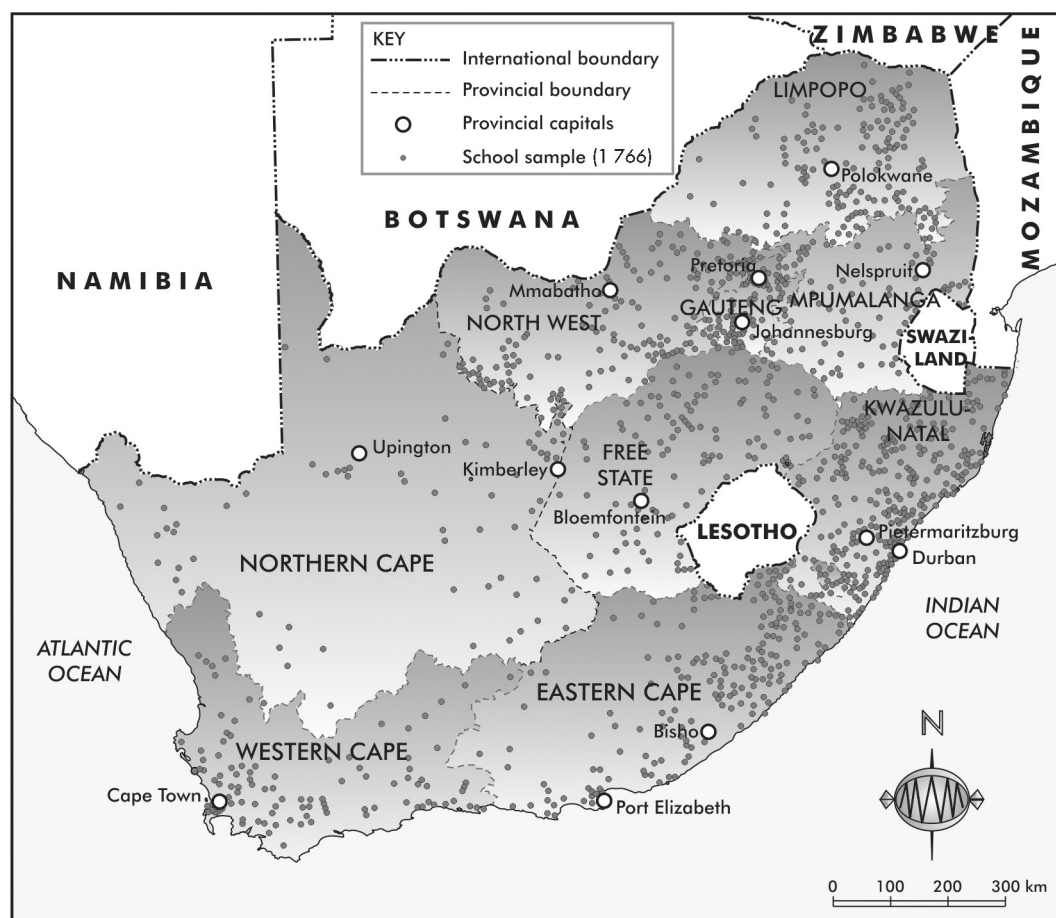 KEY
International boundary
Provincial boundary
Provincial capitals
School sample (1 766)
ZIMBABWE
MOZAMBIQUE
LIMPOPO
Polokwane
BOTSWANA
NAMIBIA
Pretoria
Nelspruit
Mmabatho
MPUMALANGA
GAUTENG
NORTH WEST
Johannesburg
SWAZI-
LAND
KWAZULU-
NATAL
Upington
Kimberley
FREE
STATE
Bloemfontein
LESOTHO
Pietermaritzburg
Durban
NORTHERN CAPE
INDIAN
OCEAN
ATLANTIC
OCEAN
EASTERN CAPE
Bisho
N
WESTERN CAPE
Cape Town
Port Elizabeth
0 100 200 300 km